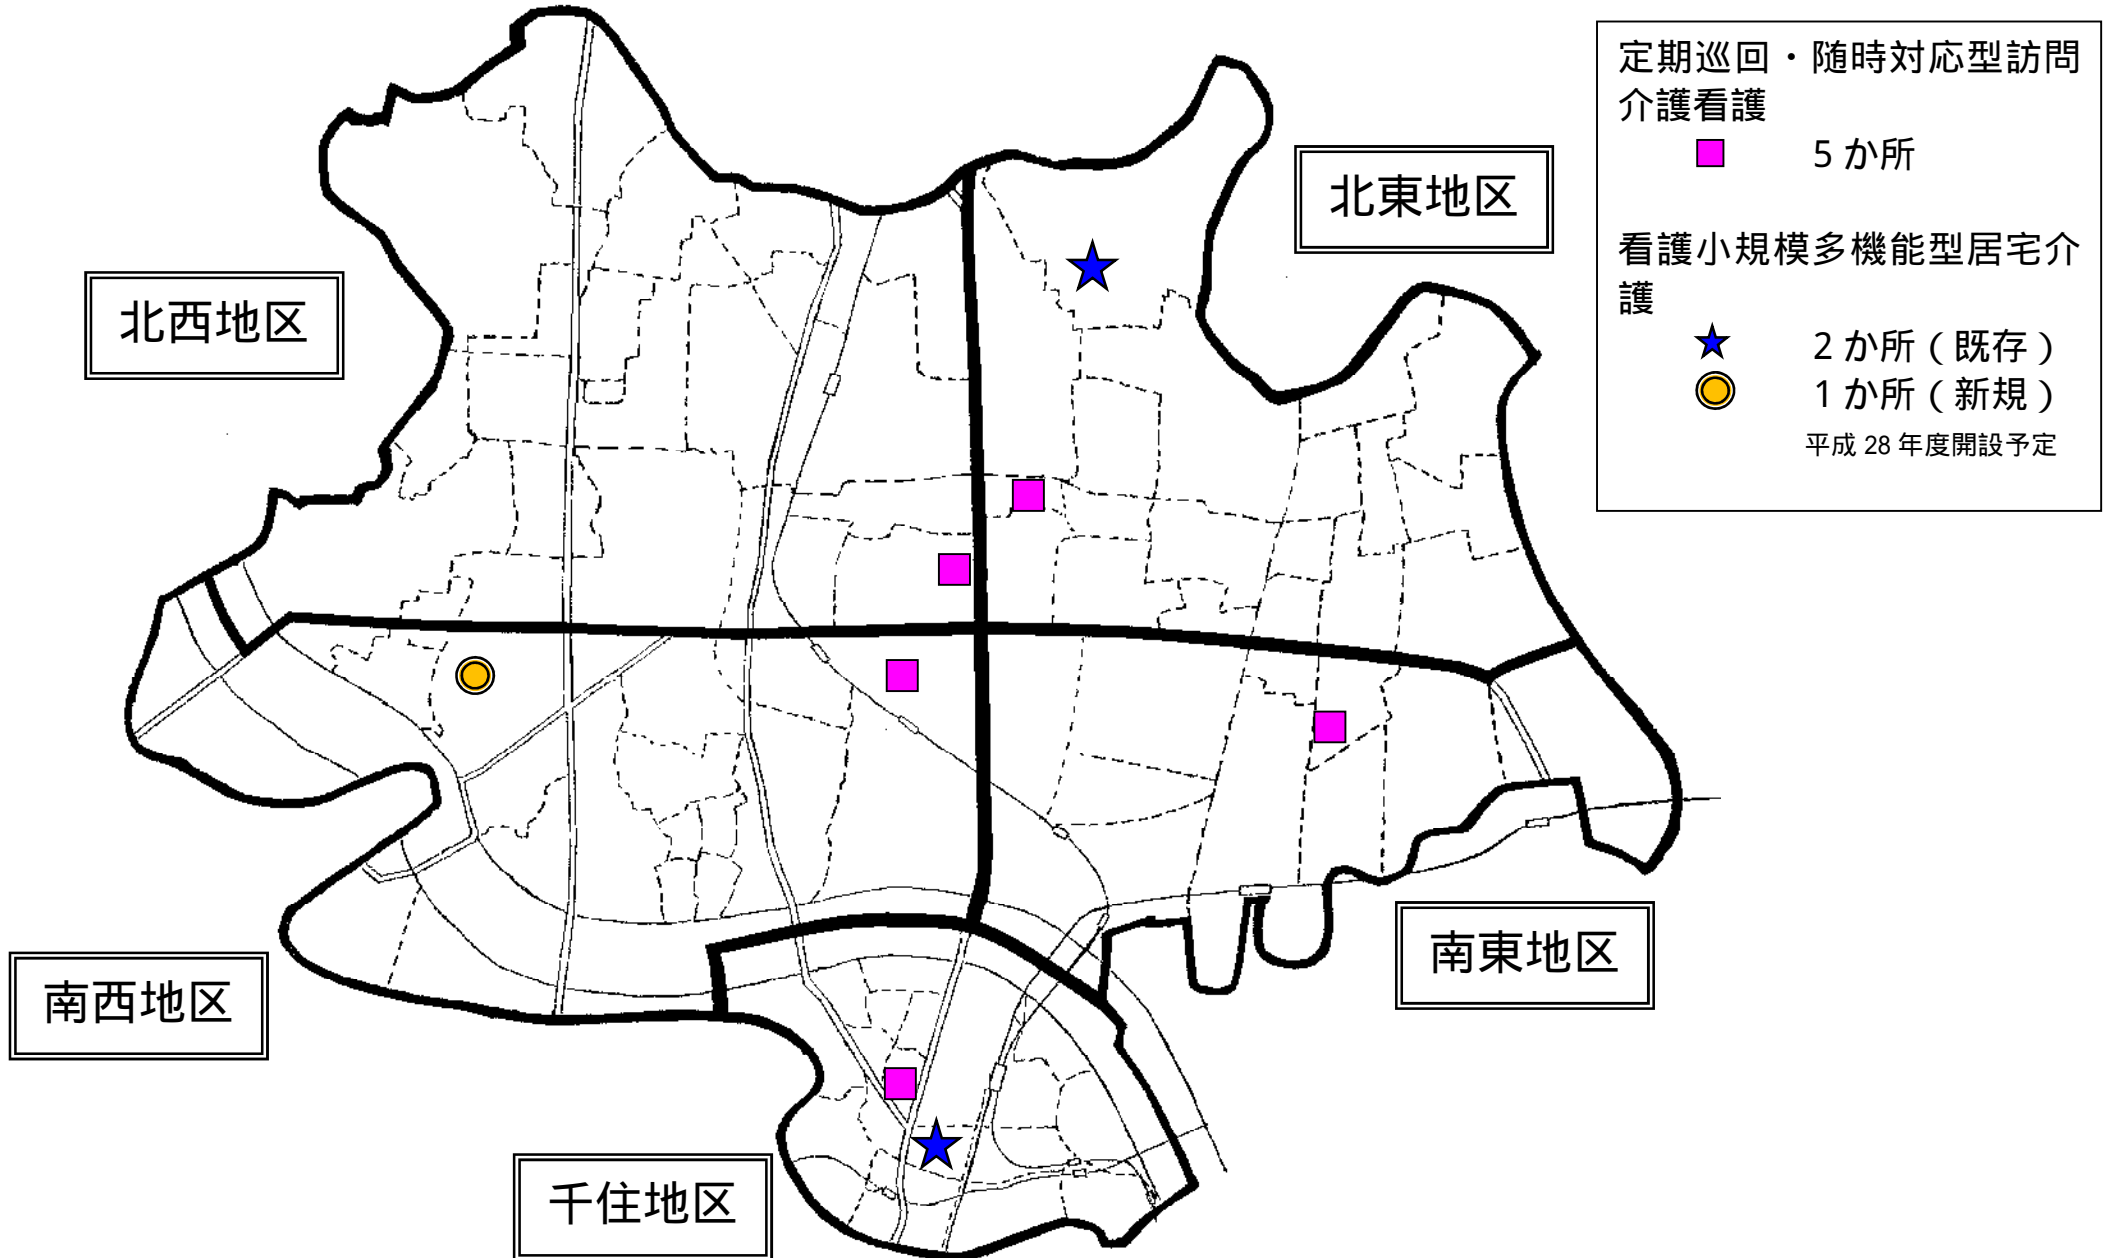 定期巡回・随時対応型訪問
介護看護
5か所
看護小規模多機能型居宅介
護
2か所（既存）
1か所（新規）
平成28年度開設予定
北東地区
北西地区
南東地区
南西地区
千住地区